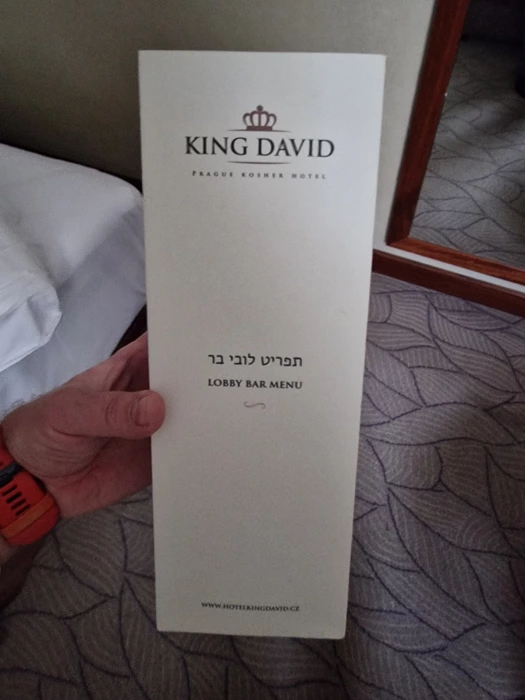 KING DAVID
PRAGUE KOSHER HOTEL
תפריט לובי בר
LOBBY BAR MENU
WWW.HOTELKINGDAVID.CZ